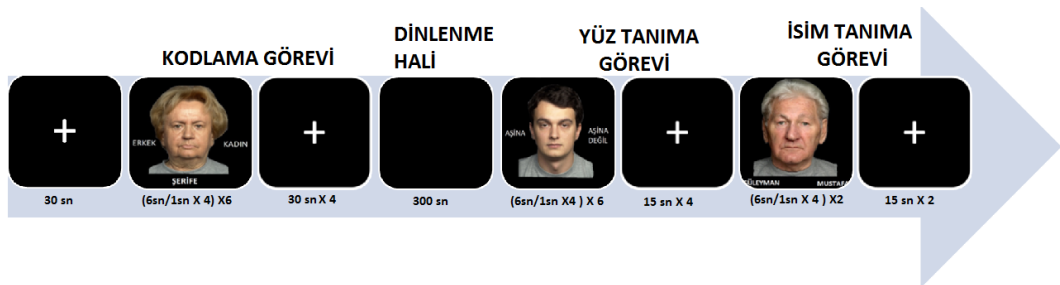 KODLAMA GÖREVİ
DİNLENME
HALİ
YÜZ TANIMA
GÖREVİ
İSİM TANIMA
GÖREVİ
ERKEK
KADIN
ŞERİFE
AŞİNA
AŞİNA
DEĞİL
SÜLEYMAN
MUSTAFA
30 sn
(6sn/1sn X 4) X6
30 sn X 4
300 sn
(6sn/1sn X4 ) X 6
15 sn X 4
(6sn/1sn X 4 ) X2
15 sn X 2